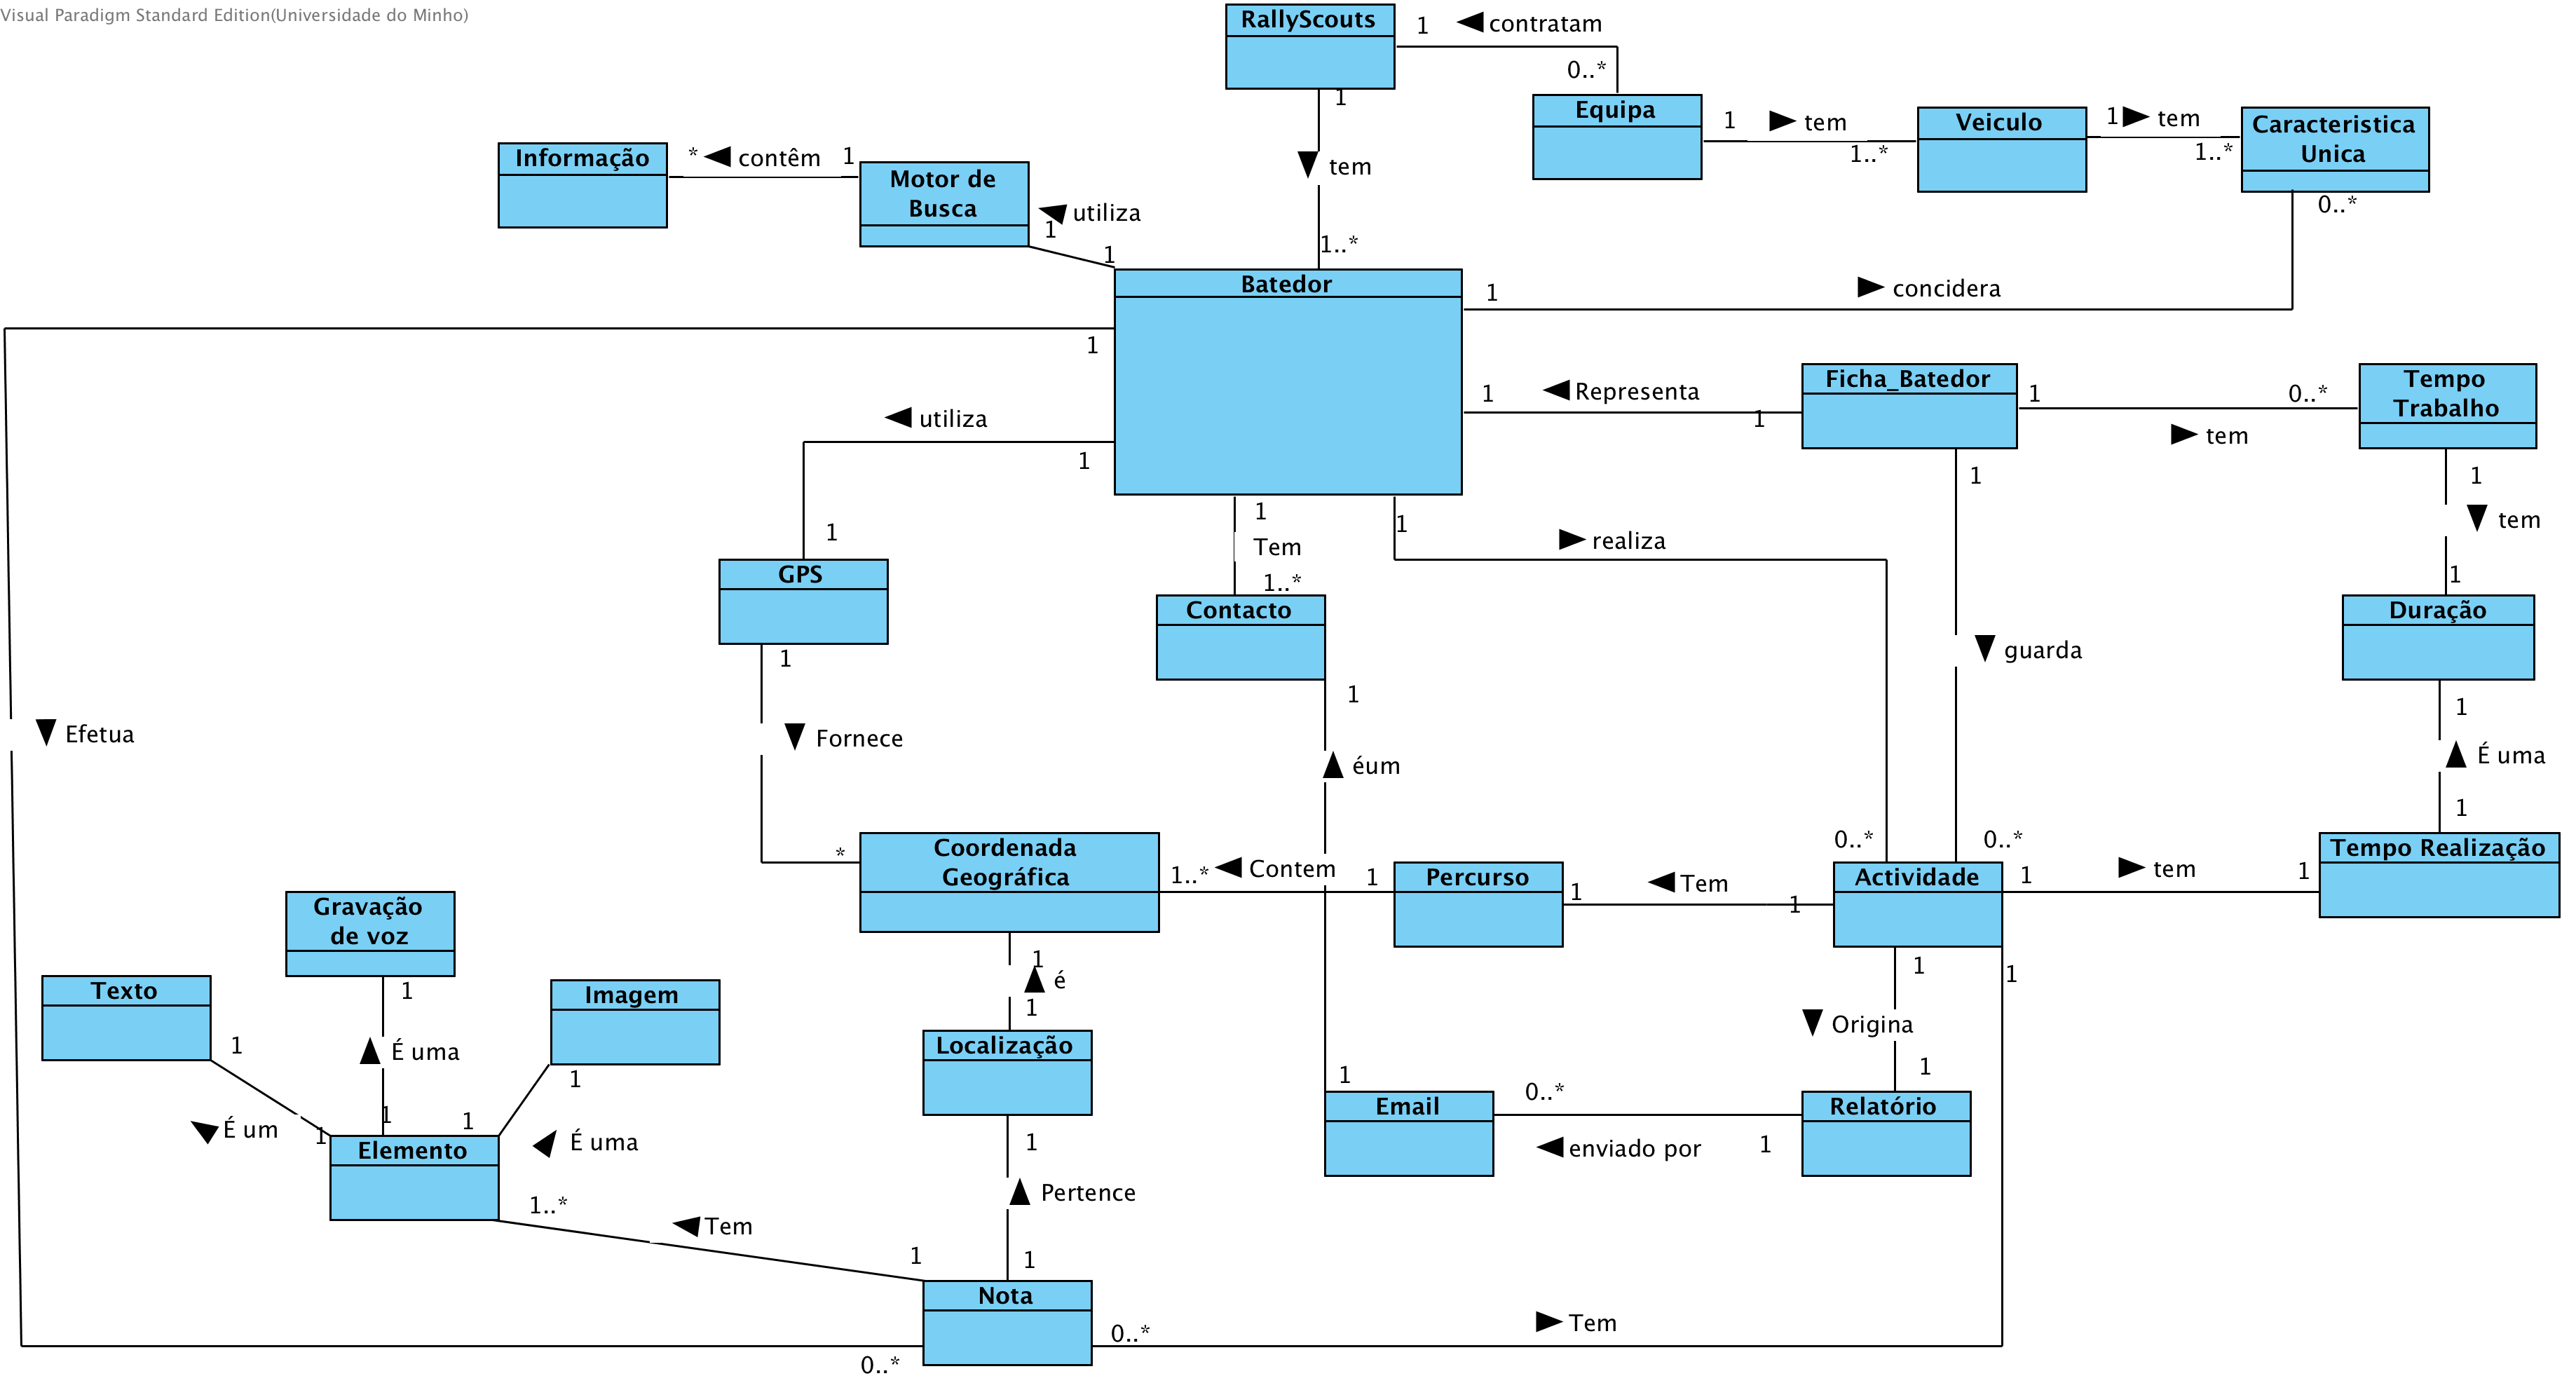 Visual Paradigm Standard Edition(Universidade do Minho)
RallyScouts
1
contratam
0..*
1
Equipa
1
tem
1..*
Veiculo
1
tem
1..*
Caracteristica
Unica
0..*
Informação
*
contêm
1
Motor de
Busca
utiliza
1
1
tem
1..*
Batedor
1
concidera
1
1
Representa
1
Ficha_Batedor
1
0..*
tem
Tempo
Trabalho
utiliza
1
1
1
Tem
1..*
1
realiza
1
guarda
1
tem
1
GPS
1
Contacto
1
Duração
1
Efetua
Fornece
éum
É uma
1
*
Coordenada
Geográfica
1..*
Contem
1
Percurso
1
Tem
1
0..*
0..*
Actividade
1
tem
1
Tempo Realização
Gravação
de voz
1
é
1
1
1
Texto
1
Imagem
1
1
É uma
Localização
Origina
1
É um
1
1
1
É uma
Elemento
1
Email
0..*
enviado por
1
Relatório
1
Pertence
1
1..*
Tem
1
Nota
0..*
0..*
Tem